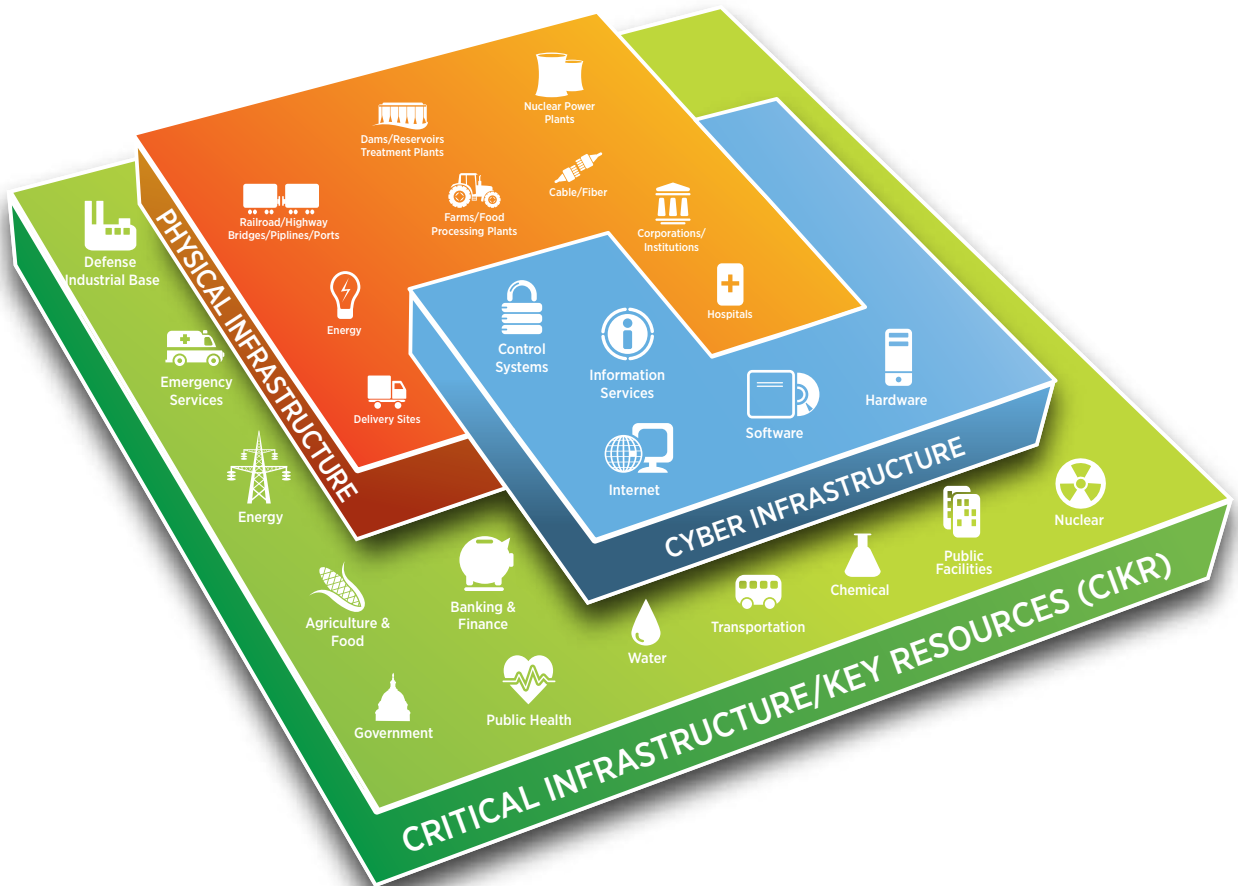 Nuclear Power
Plants
Dams/Reservoirs
Treatment Plants
Cable/Fiber
Railroad/Highway
Bridges/Piplines/Ports
Farms/Food
Processing Plants
Corporations/
Institutions
Energy
Hospitals
Delivery Sites
PHYSICAL INFRASTRUCTURE
Control
Systems
Information
Services
Hardware
Software
Internet
CYBER INFRASTRUCTURE
Defense
Industrial Base
Emergency
Services
Energy
Agriculture &
Food
Government
Banking &
Finance
Public Health
Water
Transportation
Chemical
Public
Facilities
Nuclear
CRITICAL INFRASTRUCTURE/KEY RESOURCES (CIKR)